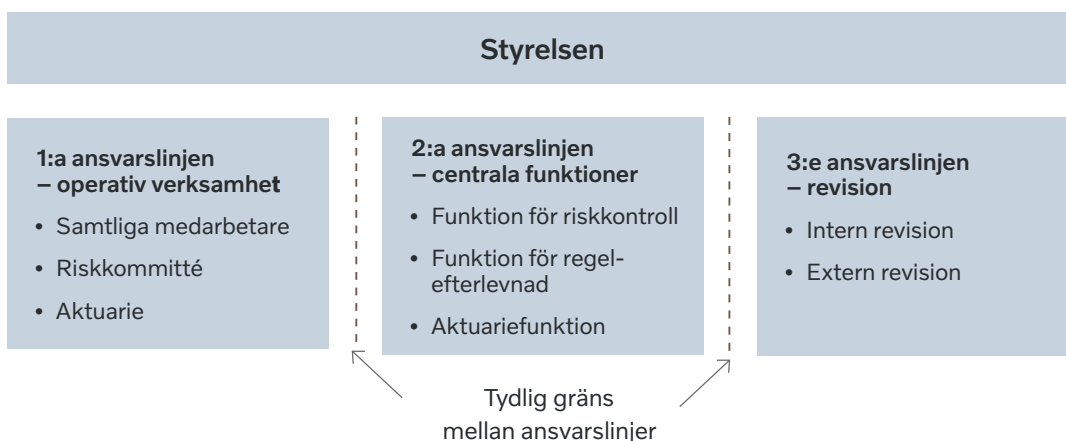 Styrelsen
1:a ansvarslinjen
– operativ verksamhet
• Samtliga medarbetare
• Riskkommitté
• Aktuarie
2:a ansvarslinjen
– centrala funktioner
• Funktion för riskkontroll
• Funktion för regel-
efterlevnad
• Aktuariefunktion
3:e ansvarslinjen
– revision
• Intern revision
• Extern revision
Tydlig gräns
mellan ansvarslinjer